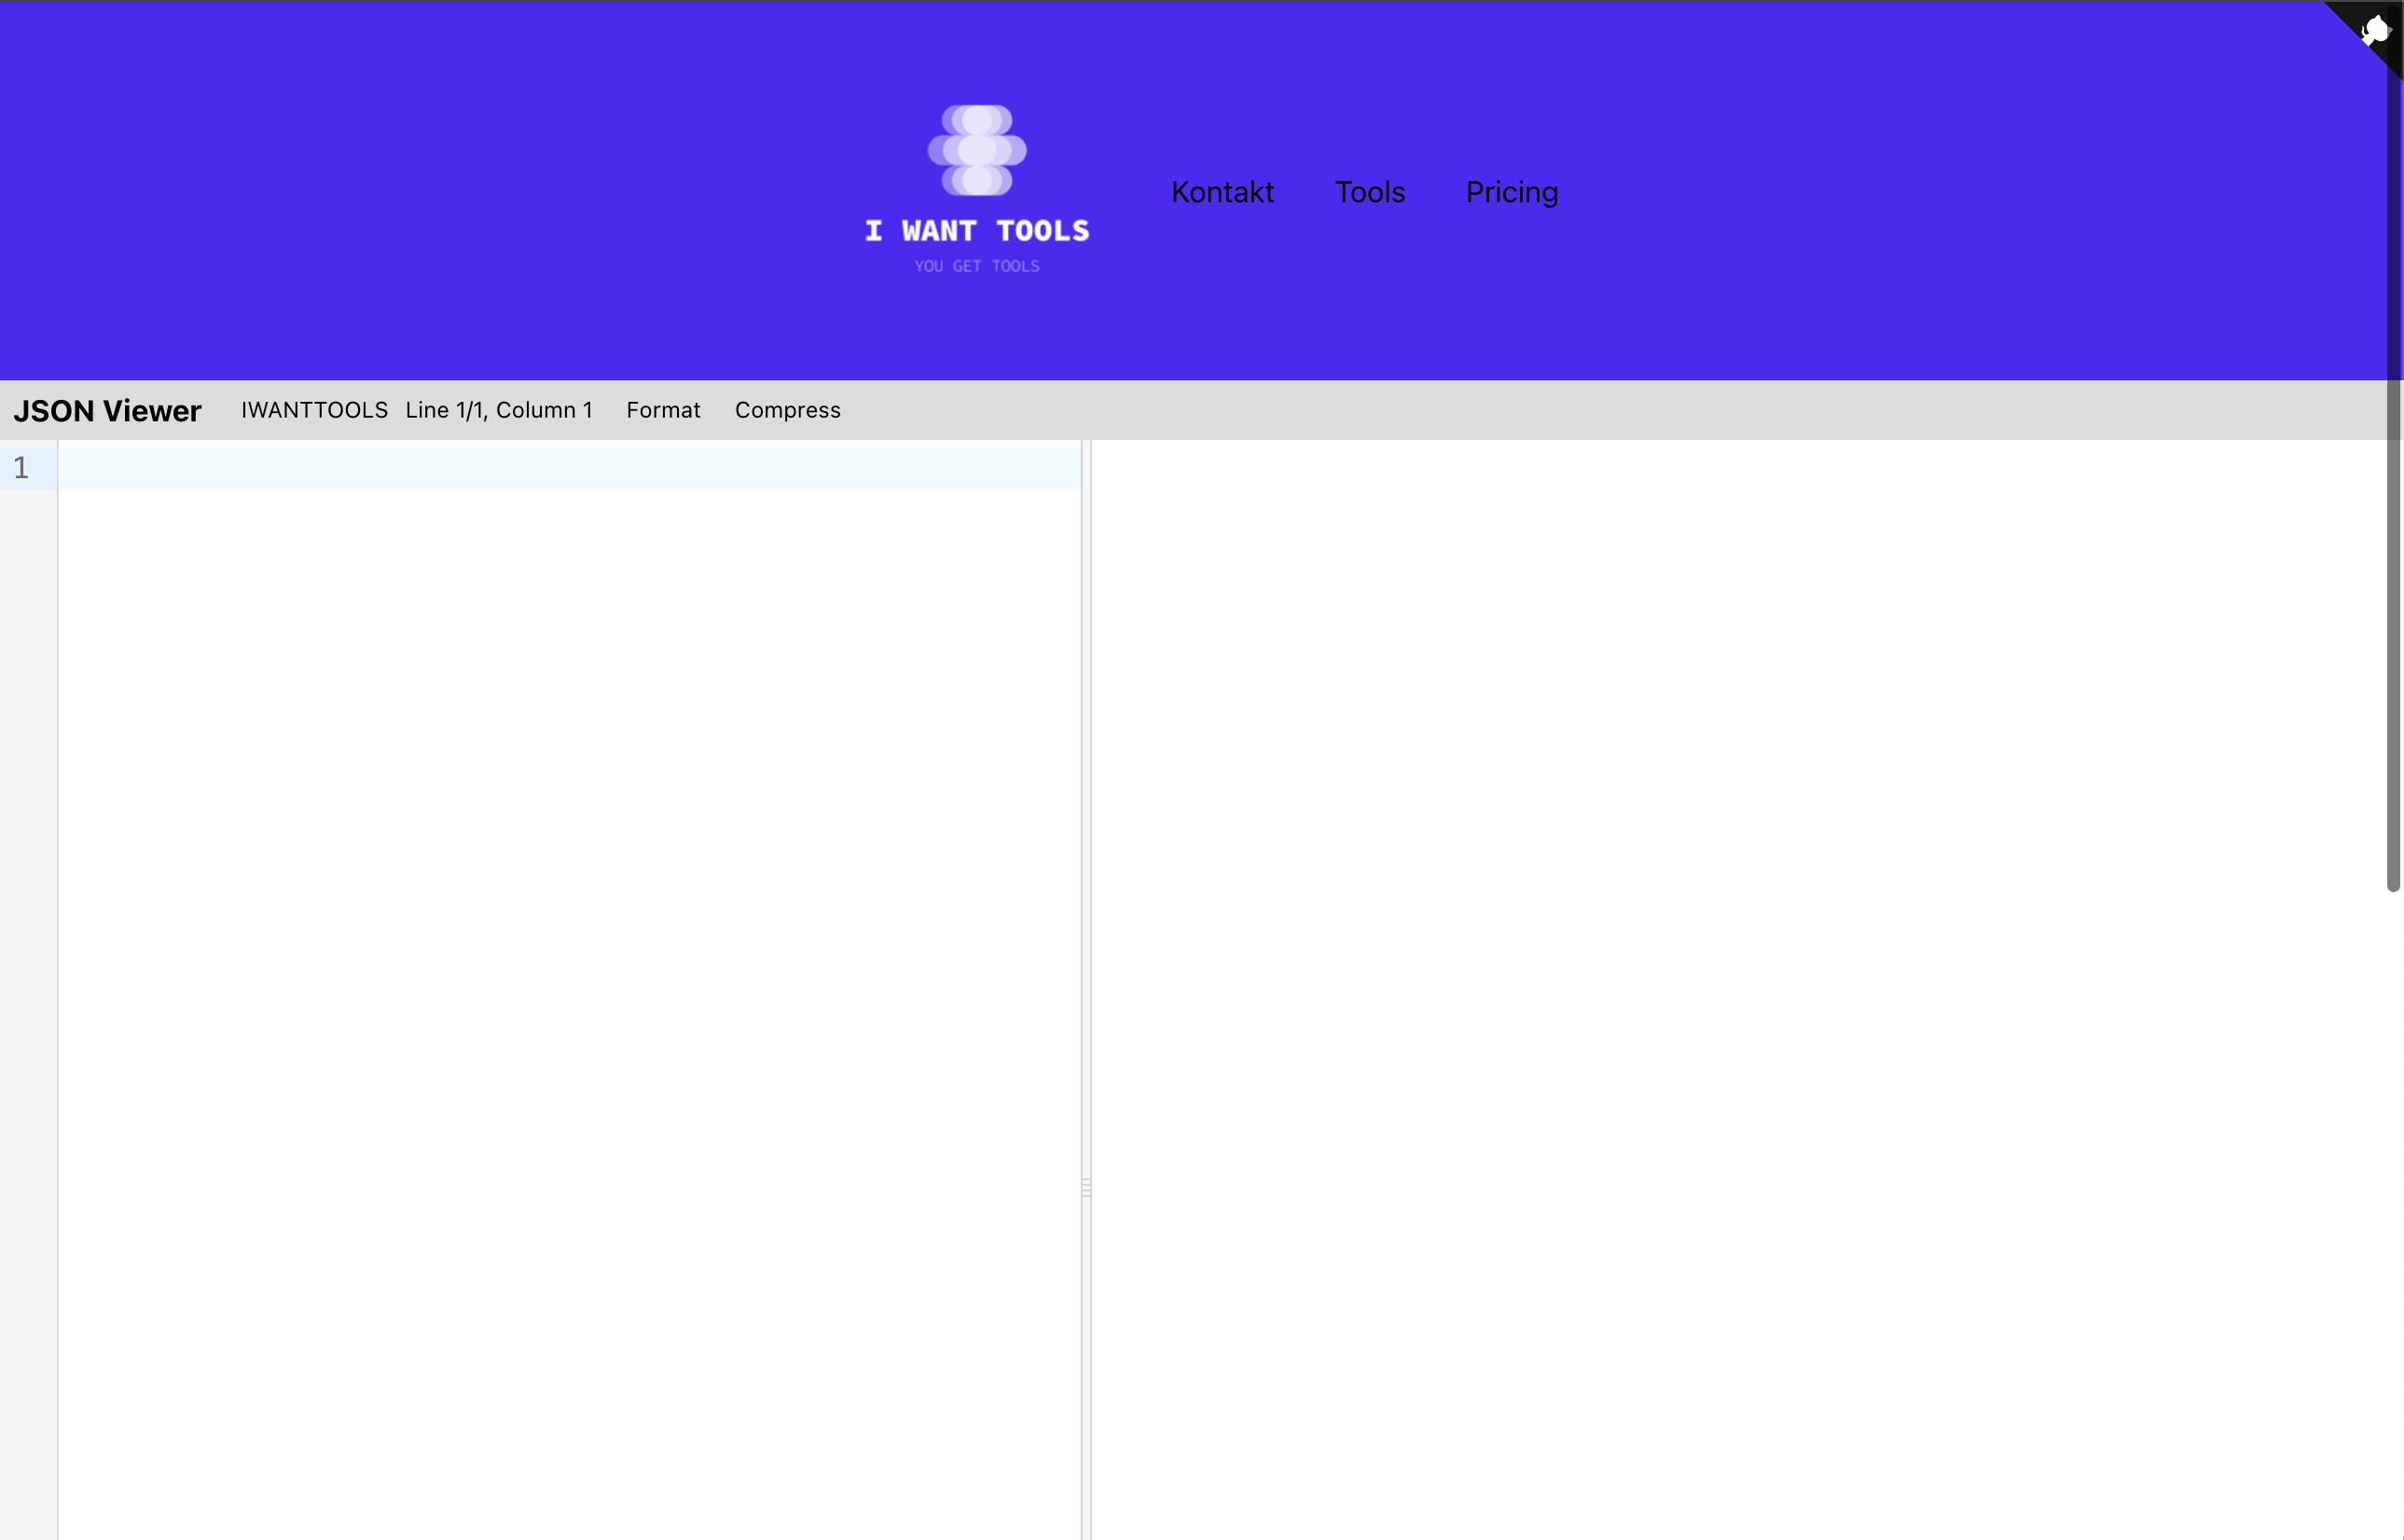 I WANT TOOLS
YOU GET TOOLS
Kontakt Tools Pricing
JSON Viewer IWANTTOOLS Line 1/1, Column 1 Format Compress
1